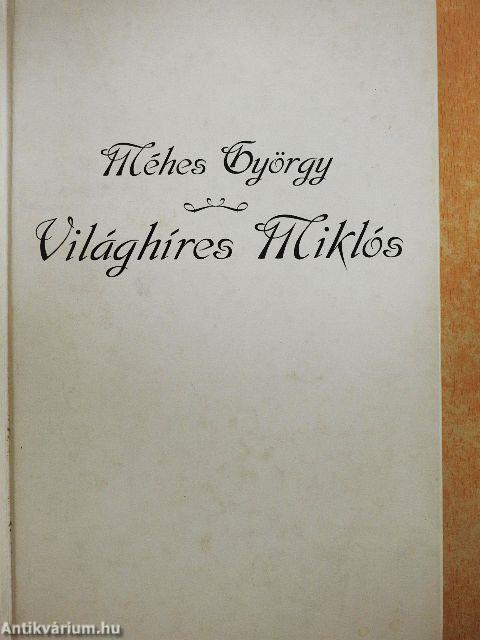 Méhes György
Világhíres Miklós
Antikvárium.hu